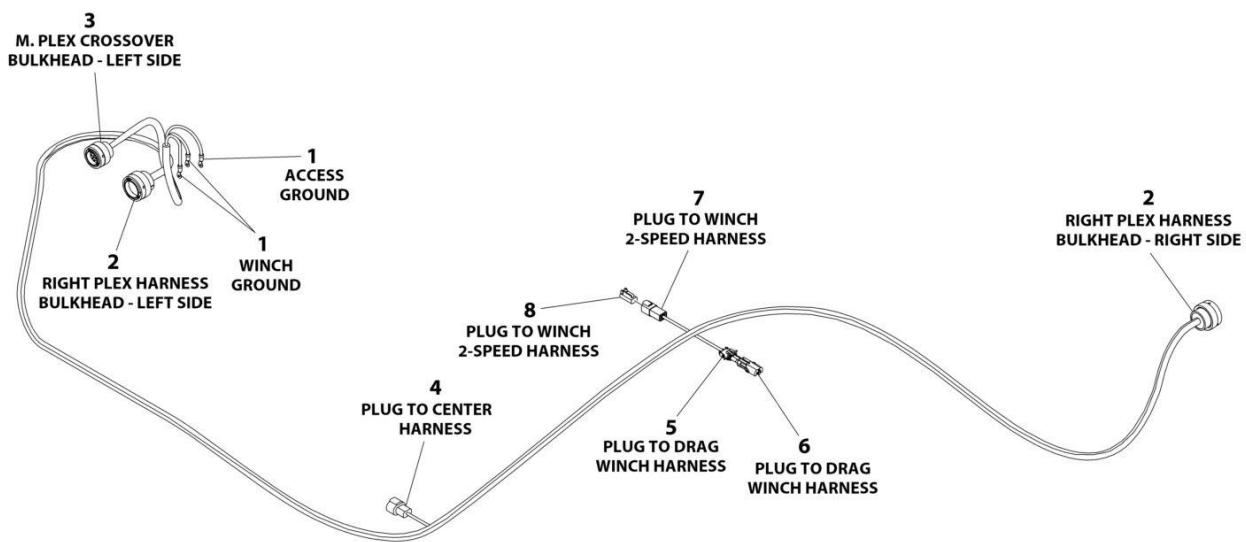 3
M. PLEX CROSSOVER
BULKHEAD - LEFT SIDE
1
ACCESS
GROUND
1
WINCH
GROUND
2
RIGHT PLEX HARNESS
BULKHEAD - LEFT SIDE
7
PLUG TO WINCH
2-SPEED HARNESS
2
RIGHT PLEX HARNESS
BULKHEAD - RIGHT SIDE
8
PLUG TO WINCH
2-SPEED HARNESS
4
PLUG TO CENTER
HARNESS
5
PLUG TO DRAG
WINCH HARNESS
6
PLUG TO DRAG
WINCH HARNESS